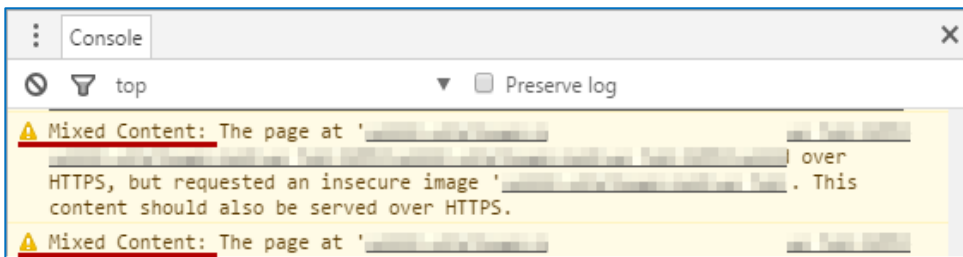 Console
top Preserve log
Mixed Content: The page at '
over
HTTPS, but requested an insecure image ' . This
content should also be served over HTTPS.
Mixed Content: The page at '